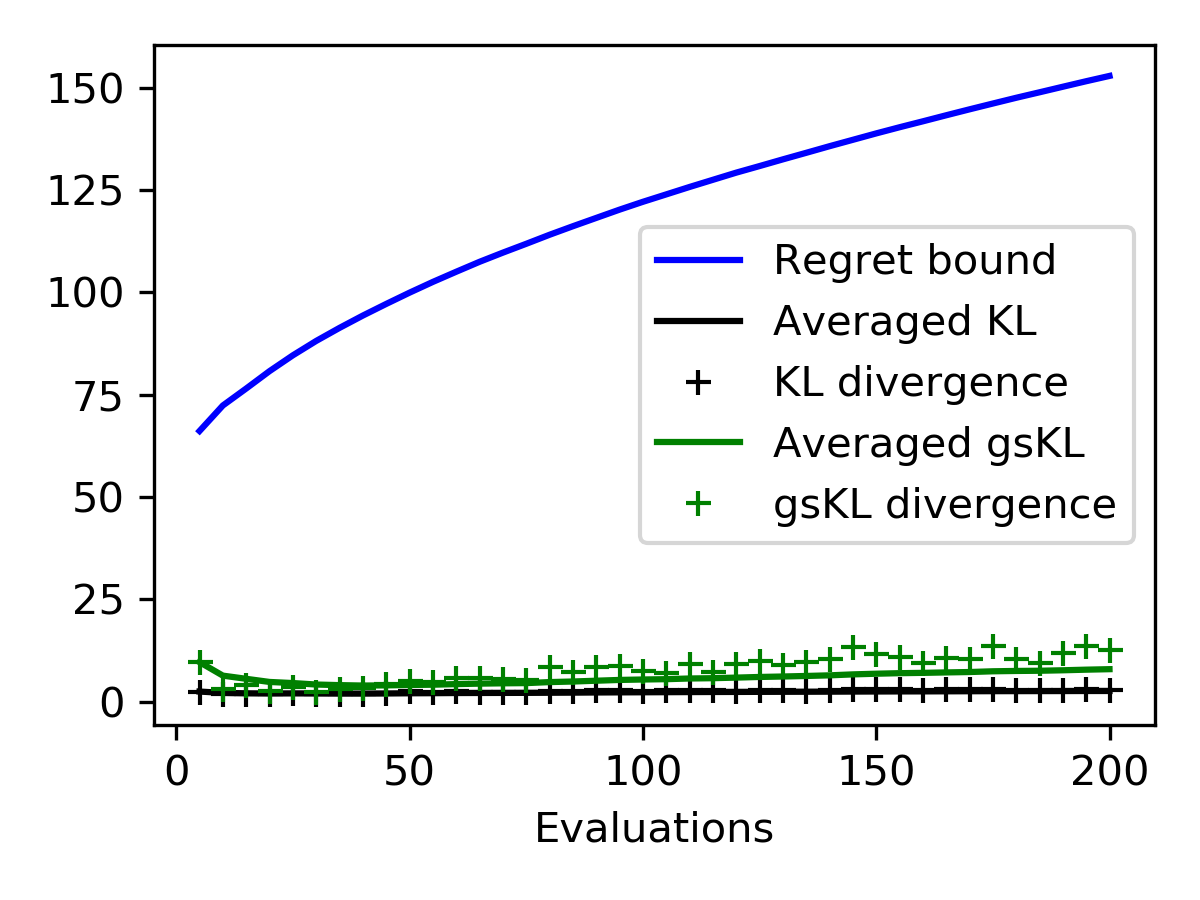 150
125
100
75
50
25
0
Regret bound
Averaged KL
KL divergence
Averaged gsKL
gsKL divergence
0 50 100 150 200
Evaluations